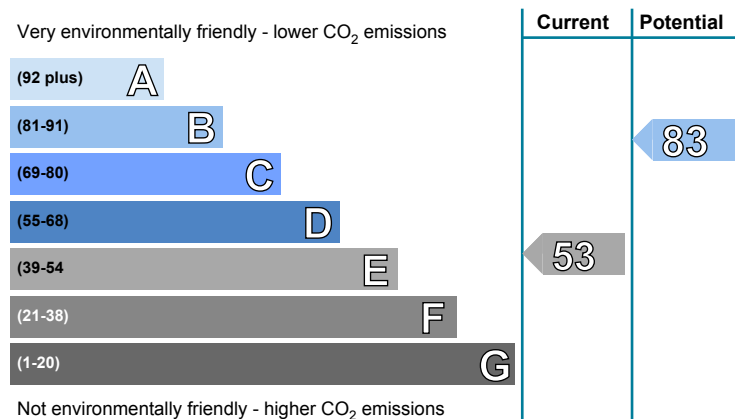 Very environmentally friendly - lower CO₂ emissions
Current
Potential
(92 plus) A
(81-91) B
(69-80) C
(55-68) D
(39-54 E
(21-38) F
(1-20) G
83
53
Not environmentally friendly - higher CO₂ emissions